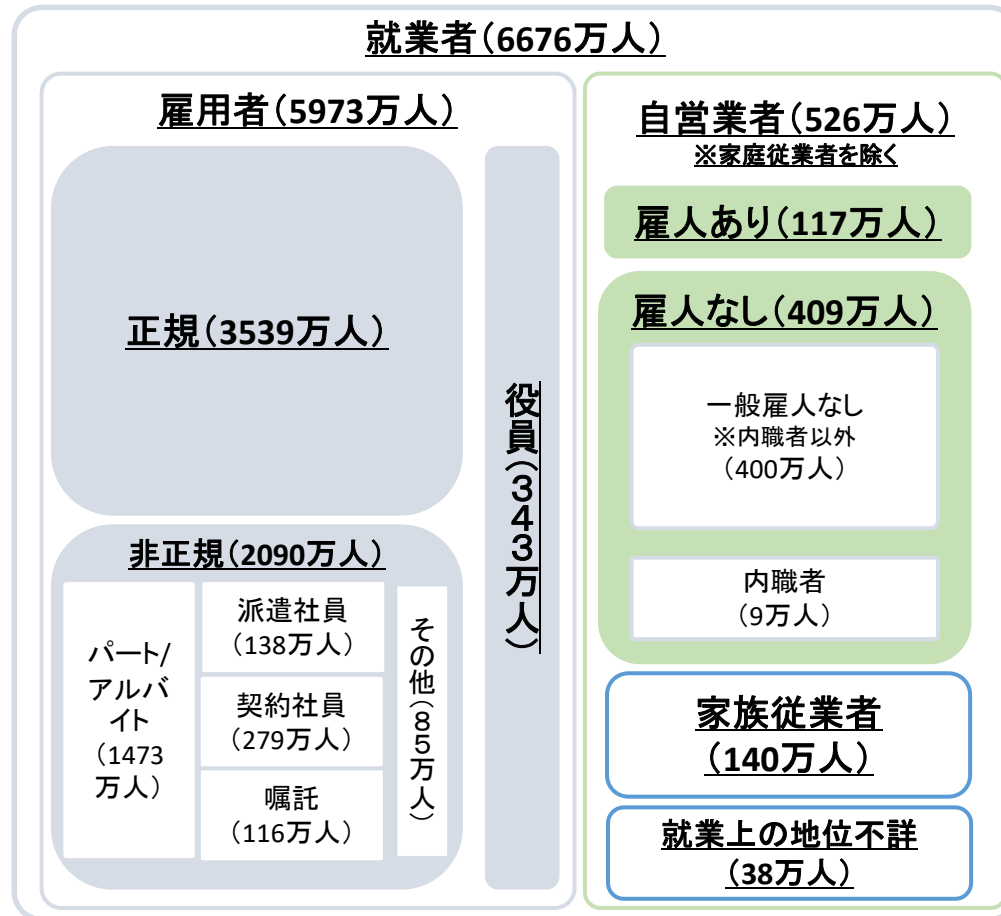 就業者（6676万人）
雇用者（5973万人）
正規（3539万人）
役員（３４３万人）
非正規（2090万人）
パート/
アルバ
イト
（1473
万人）
派遣社員
（138万人）
契約社員
（279万人）
嘱託
（116万人）
その他（８５万人）
自営業者（526万人）
※家庭従業者を除く
雇人あり（117万人）
雇人なし（409万人）
一般雇人なし
※内職者以外
（400万人）
内職者
（9万人）
家族従業者
（140万人）
就業上の地位不詳
（38万人）